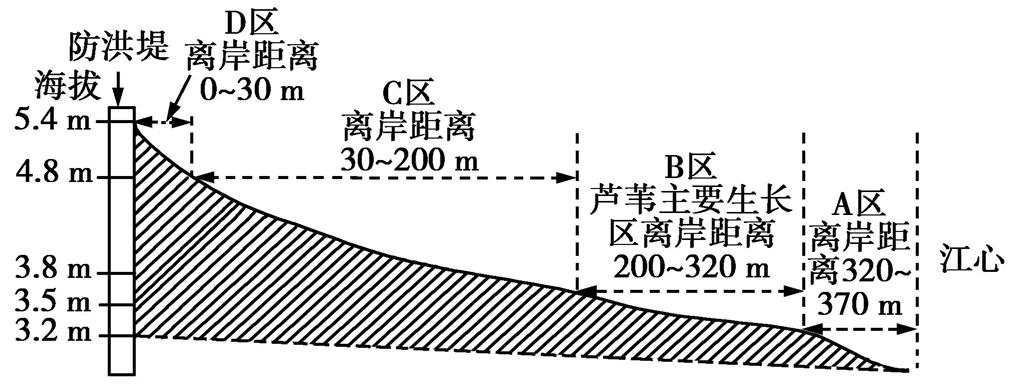 防洪堤
海拔
5.4 m
4.8 m
3.8 m
3.5 m
3.2 m
D区
离岸距离
0~30 m
C区
离岸距离
30~200 m
B区
芦苇主要生长
区离岸距离
200~320 m
A区
离岸距
离320~
370 m
江心